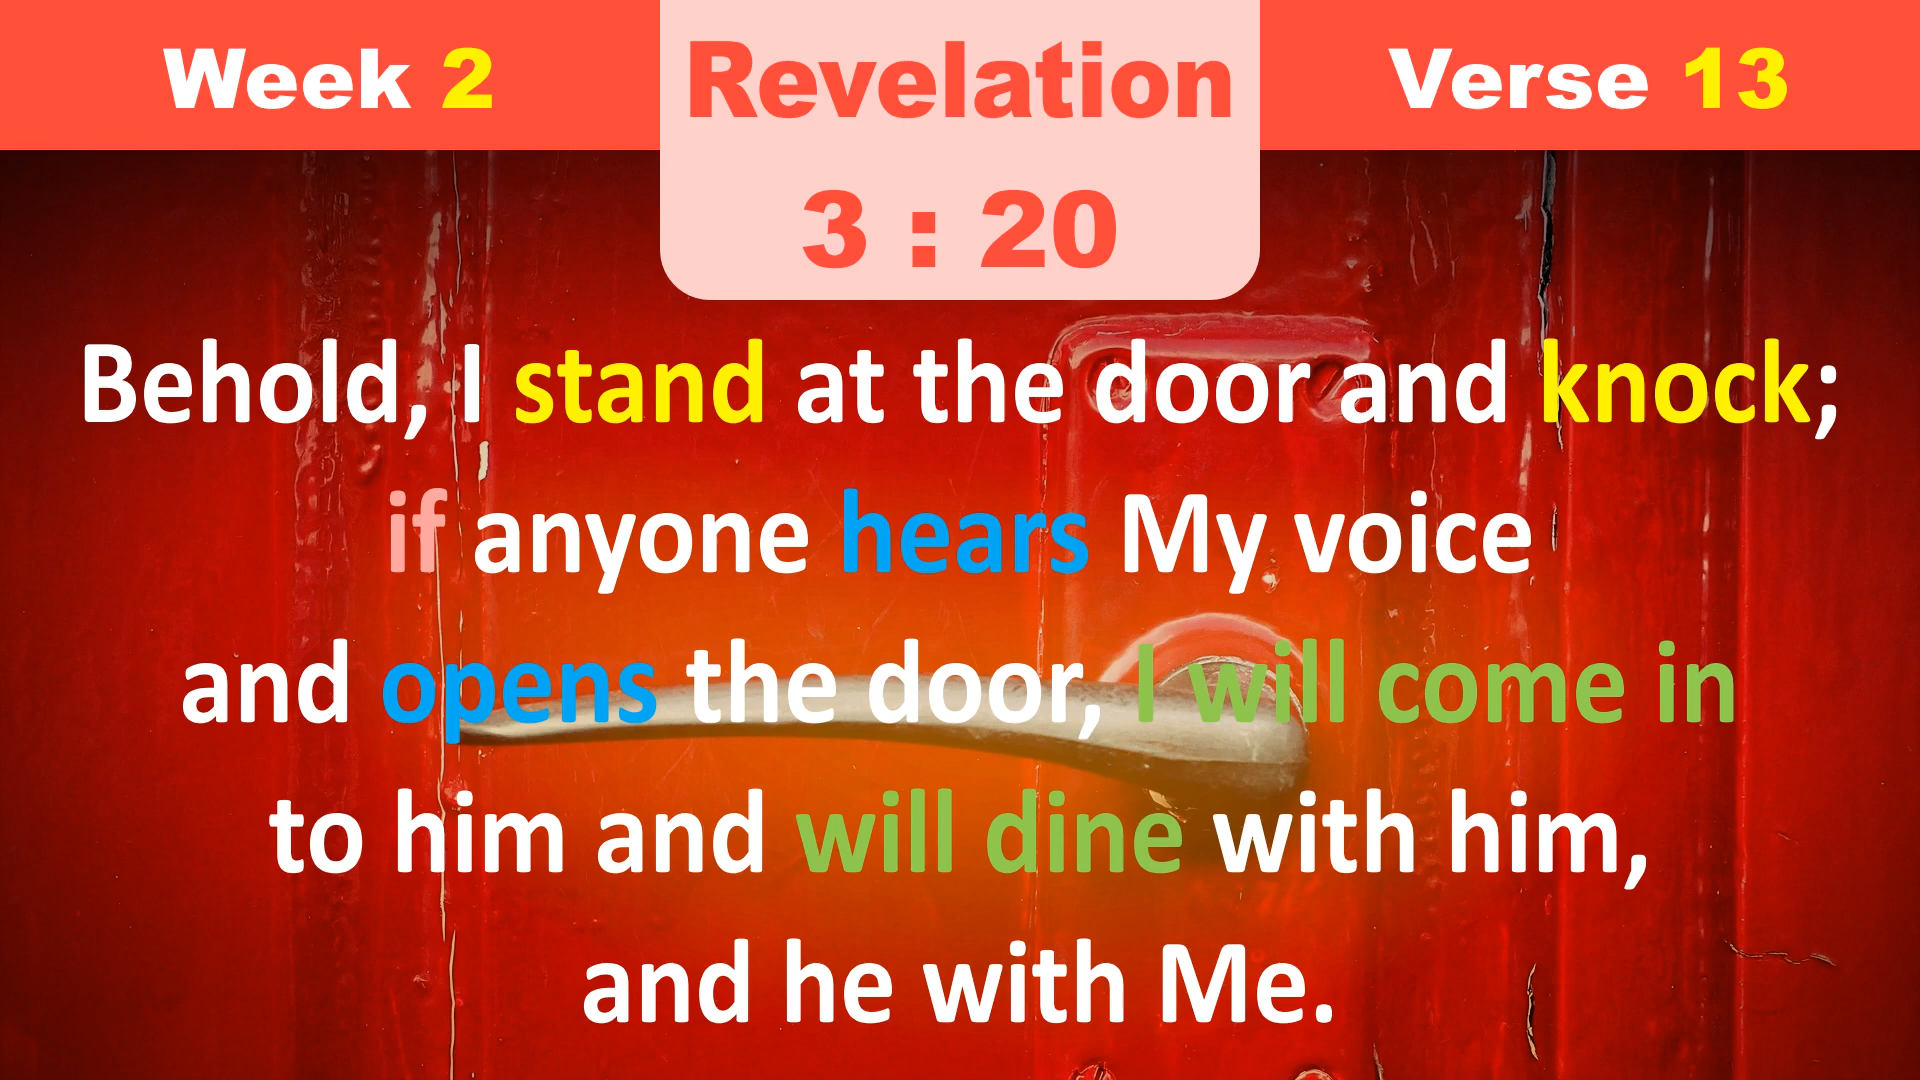 Week 2
Revelation
3 : 20
Verse 13
Behold, I stand at the door and knock;
if anyone hears My voice
and opens the door, I will come in
to him and will dine with him,
and he with Me.